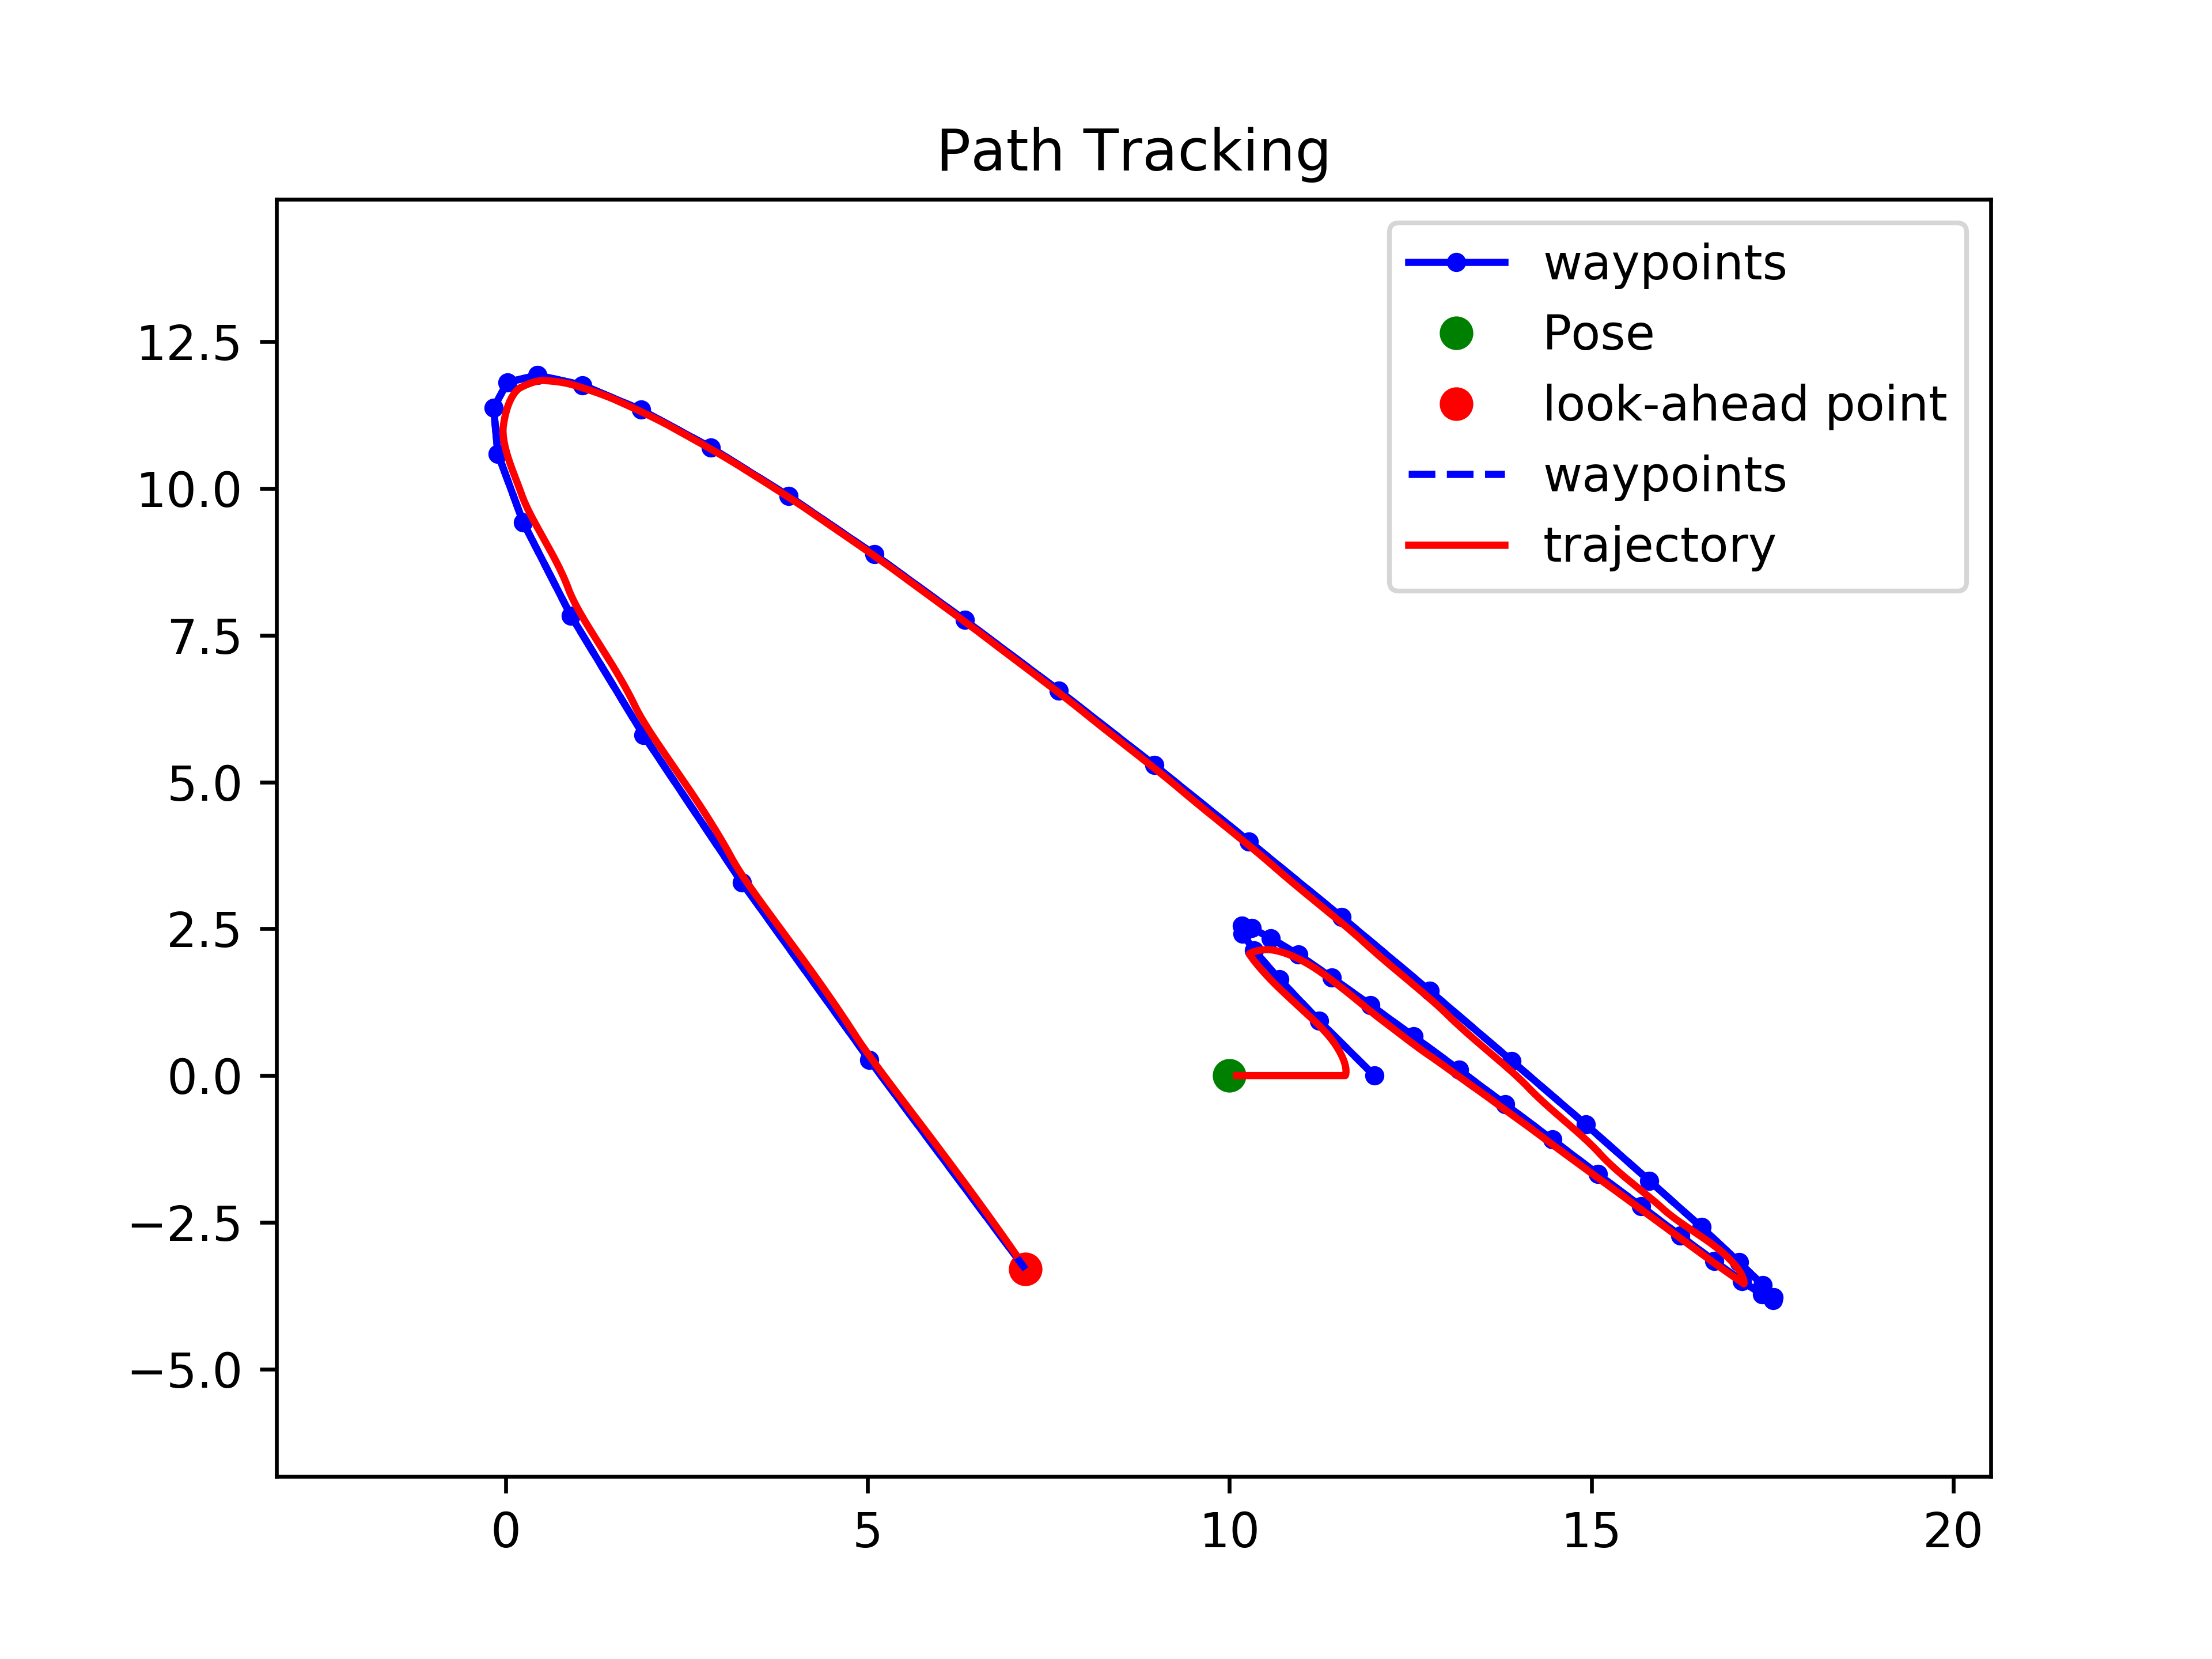 Path Tracking
waypoints
Pose
look-ahead point
waypoints
trajectory
12.5
10.0
7.5
5.0
2.5
0.0
−2.5
−5.0
0 5 10 15 20